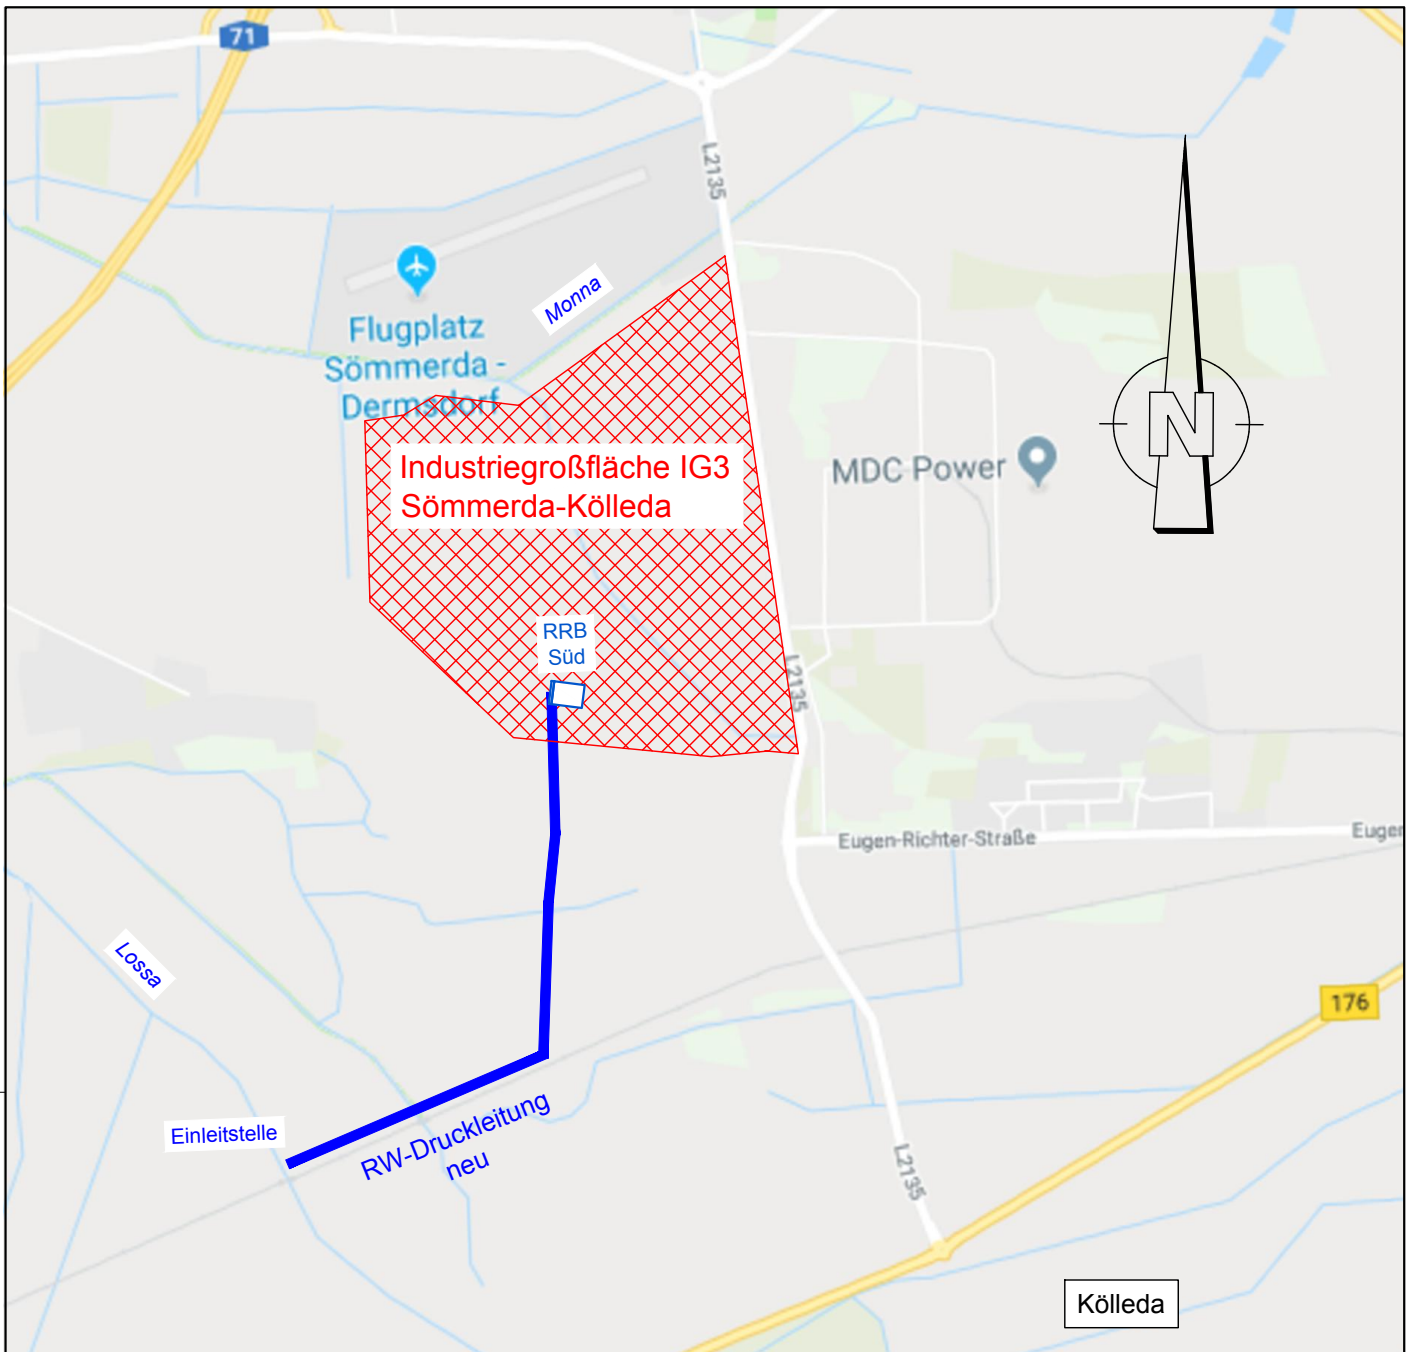 71
L2135
Monna
Flugplatz
Sömmerda -
Dermsdorf
Industriegroßfläche IG3
Sömmerda-Kölleda
MDC Power
N
RRB
Süd
L2135
Eugen-Richter-Straße
Eugen
Lossa
176
Einleitstelle
RW-Druckleitung
neu
L2135
Kölleda